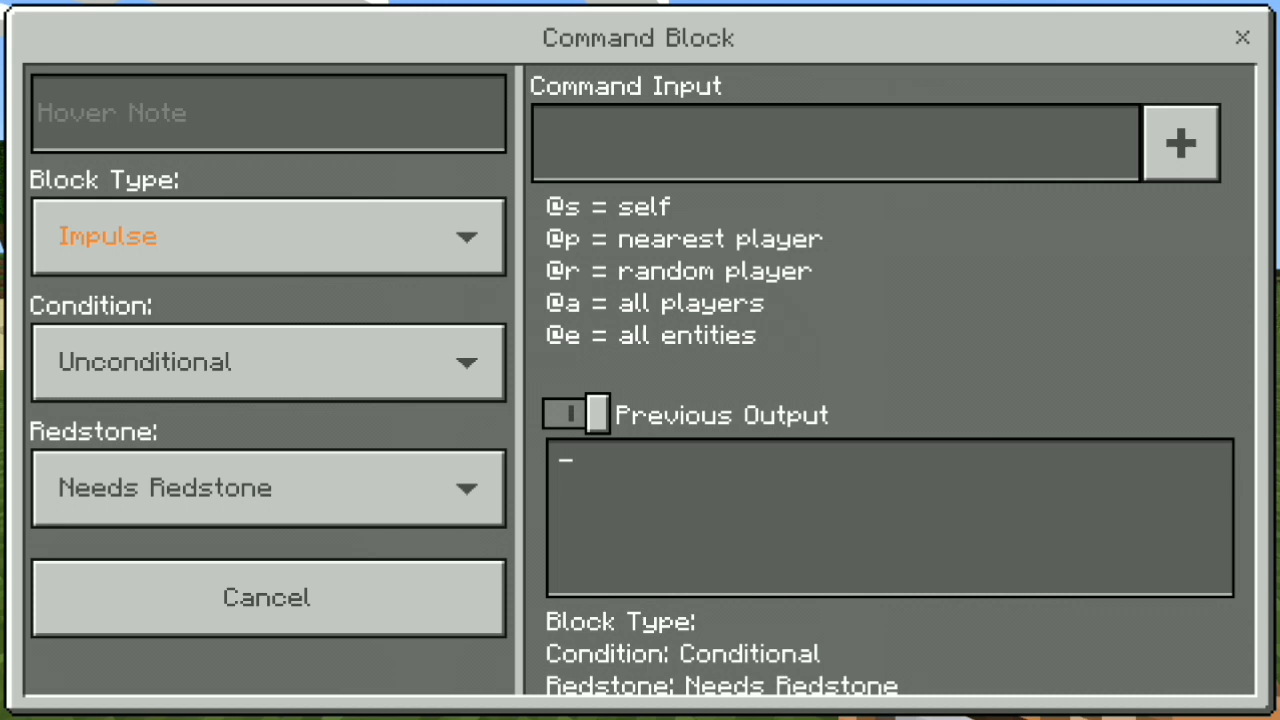 Command Block
Hover Note
Block Type:
Impulse
Condition:
Unconditional
Redstone:
Needs Redstone
Cancel
Command Input
@s = self
@p = nearest player
@r = random player
@a = all players
@e = all entities
Previous Output
-
Block Type:
Condition: Conditional
Redstone: Needs Redstone